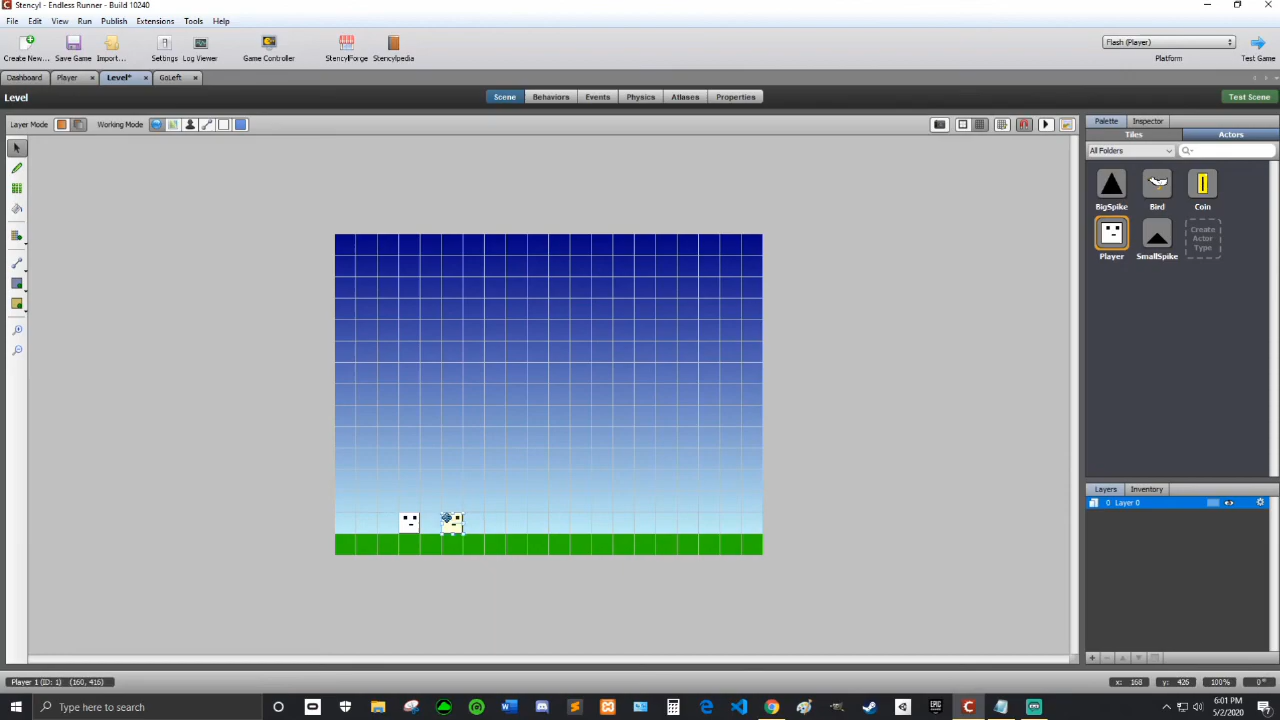 Stencyl - Endless Runner - Build 10240
File Edit View Run Publish Extensions Tools Help
Create New... Save Game Import... Settings Log Viewer Game Controller StencylForge Stencylpedia
Flash (Player)
Platform
Test Game
Dashboard Player Level* GoLeft
Level
Scene Behaviors Events Physics Atlases Properties
Test Scene
Layer Mode Working Mode
Palette Inspector
Tiles Actors
All Folders
BigSpike Bird Coin
Player SmallSpike Create Actor Type
Layers Inventory
0 Layer 0
Player 1 (ID: 1) (160, 416)
x: 168 y: 426 100% 0°
Type here to search
6:01 PM
5/2/2020